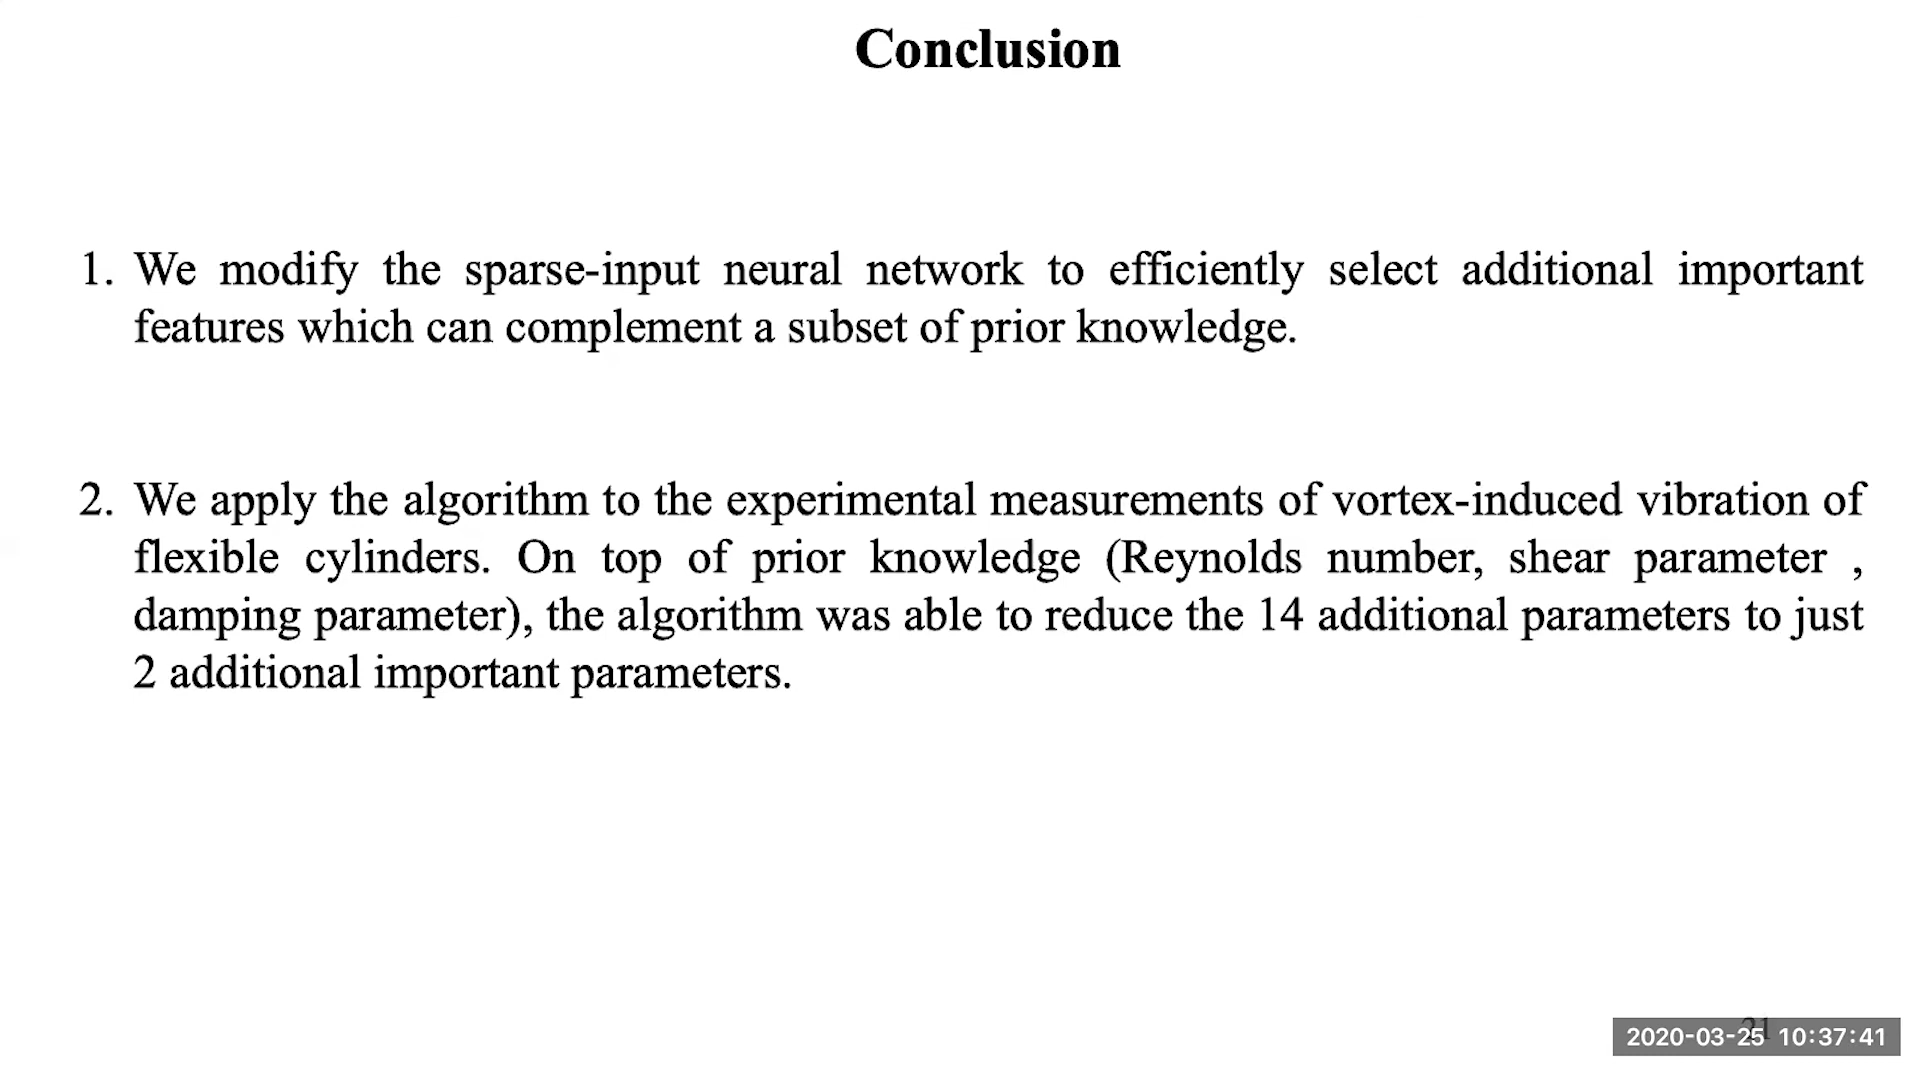 Conclusion
1. We modify the sparse-input neural network to efficiently select additional important
features which can complement a subset of prior knowledge.
2. We apply the algorithm to the experimental measurements of vortex-induced vibration of
flexible cylinders. On top of prior knowledge (Reynolds number, shear parameter ,
damping parameter), the algorithm was able to reduce the 14 additional parameters to just
2 additional important parameters.
21
2020-03-25 10:37:41